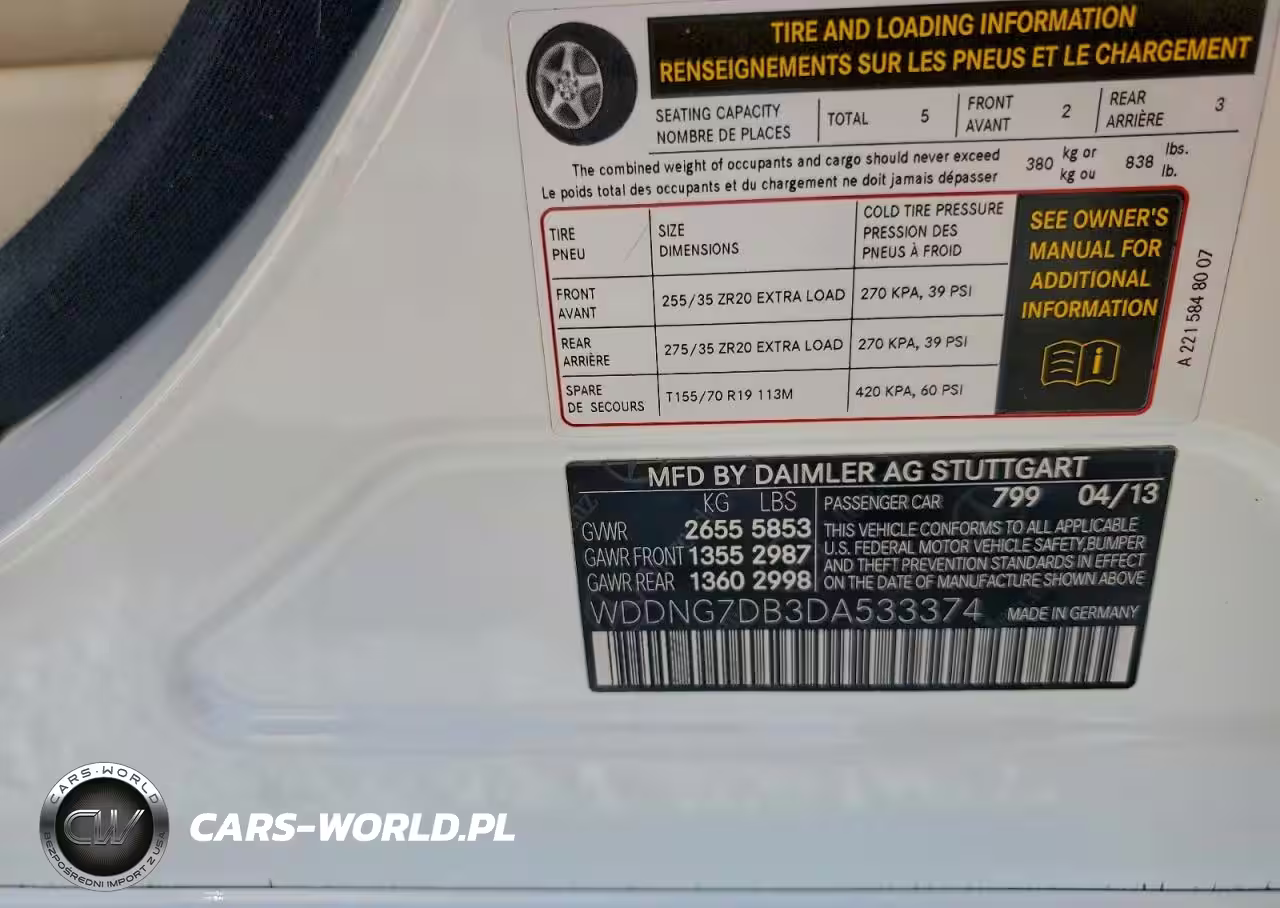 TIRE AND LOADING INFORMATION
RENSEIGNEMENTS SUR LES PNEUS ET LE CHARGEMENT
SEATING CAPACITY
NOMBRE DE PLACES
TOTAL 5
FRONT
AVANT
2
REAR
ARRIÈRE
3
The combined weight of occupants and cargo should never exceed
Le poids total des occupants et du chargement ne doit jamais dépasser
380 kg or
kg ou
838 lbs.
lb.
TIRE
PNEU
SIZE
DIMENSIONS
COLD TIRE PRESSURE
PRESSION DES
PNEUS À FROID
FRONT
AVANT
255/35 ZR20 EXTRA LOAD
270 KPA, 39 PSI
REAR
ARRIÈRE
275/35 ZR20 EXTRA LOAD
270 KPA, 39 PSI
SPARE
DE SECOURS
T155/70 R19 113M
420 KPA, 60 PSI
SEE OWNER'S
MANUAL FOR
ADDITIONAL
INFORMATION
A 221 584 80 07
MFD BY DAIMLER AG STUTTGART
KG LBS
GVWR 2655 5853
GAWR FRONT 1355 2987
GAWR REAR 1360 2998
PASSENGER CAR 799 04/13
THIS VEHICLE CONFORMS TO ALL APPLICABLE
U.S. FEDERAL MOTOR VEHICLE SAFETY,BUMPER
AND THEFT PREVENTION STANDARDS IN EFFECT
ON THE DATE OF MANUFACTURE SHOWN ABOVE
WDDNG7DB3DA533374 MADE IN GERMANY
CARS-WORLD
CW
BEZPOŚREDNI IMPORT Z USA
CARS-WORLD.PL